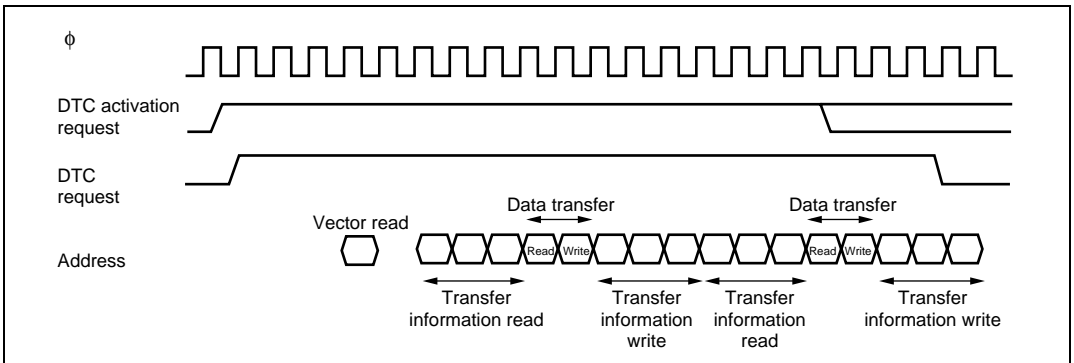 ϕ
DTC activation
request
DTC
request
Data transfer
Data transfer
Vector read
Address
Read
Write
Read
Write
Transfer
information read
Transfer
information
write
Transfer
information
read
Transfer
information write